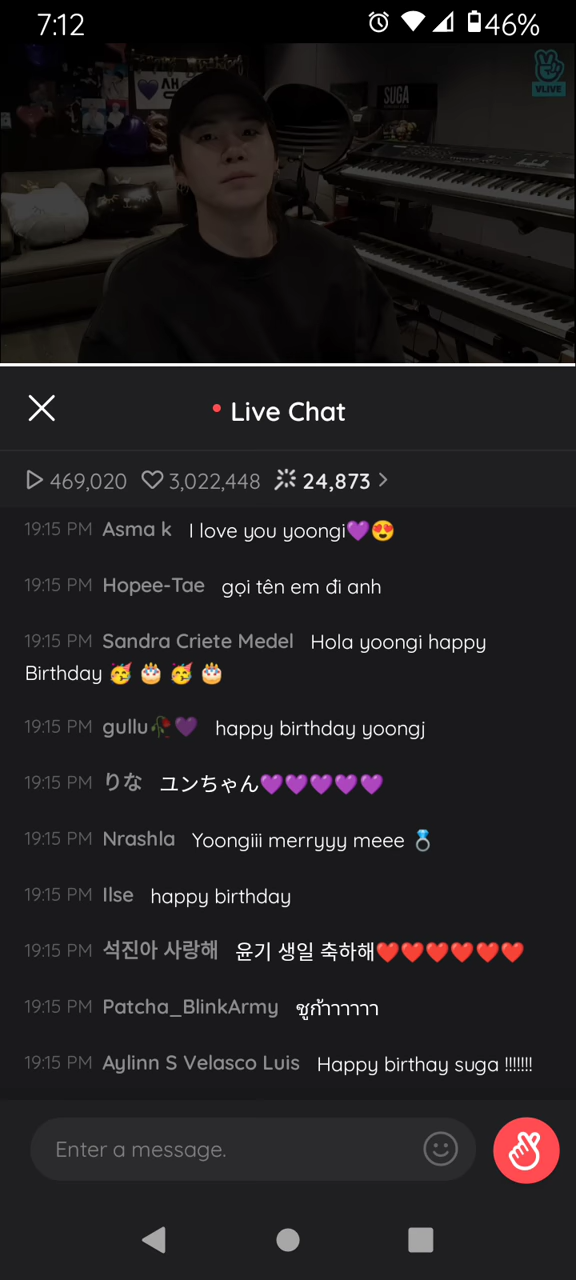 7:12
46%
생
SUGA
VLIVE
Live Chat
469,020 3,022,448 24,873
19:15 PM Asma k I love you yoongi💜😍
19:15 PM Hopee-Tae gọi tên em đi anh
19:15 PM Sandra Criete Medel Hola yoongi happy
Birthday 🥳 🎂 🥳 🎂
19:15 PM gullu🥀💜 happy birthday yoongj
19:15 PM りな ユンちゃん💜💜💜💜💜
19:15 PM Nrashla Yoongiii merryyy meee 💍
19:15 PM Ilse happy birthday
19:15 PM 석진아 사랑해 윤기 생일 축하해❤️❤️❤️❤️❤️❤️
19:15 PM Patcha_BlinkArmy ชูก้าาาาาา
19:15 PM Aylinn S Velasco Luis Happy birthay suga !!!!!!!
Enter a message.